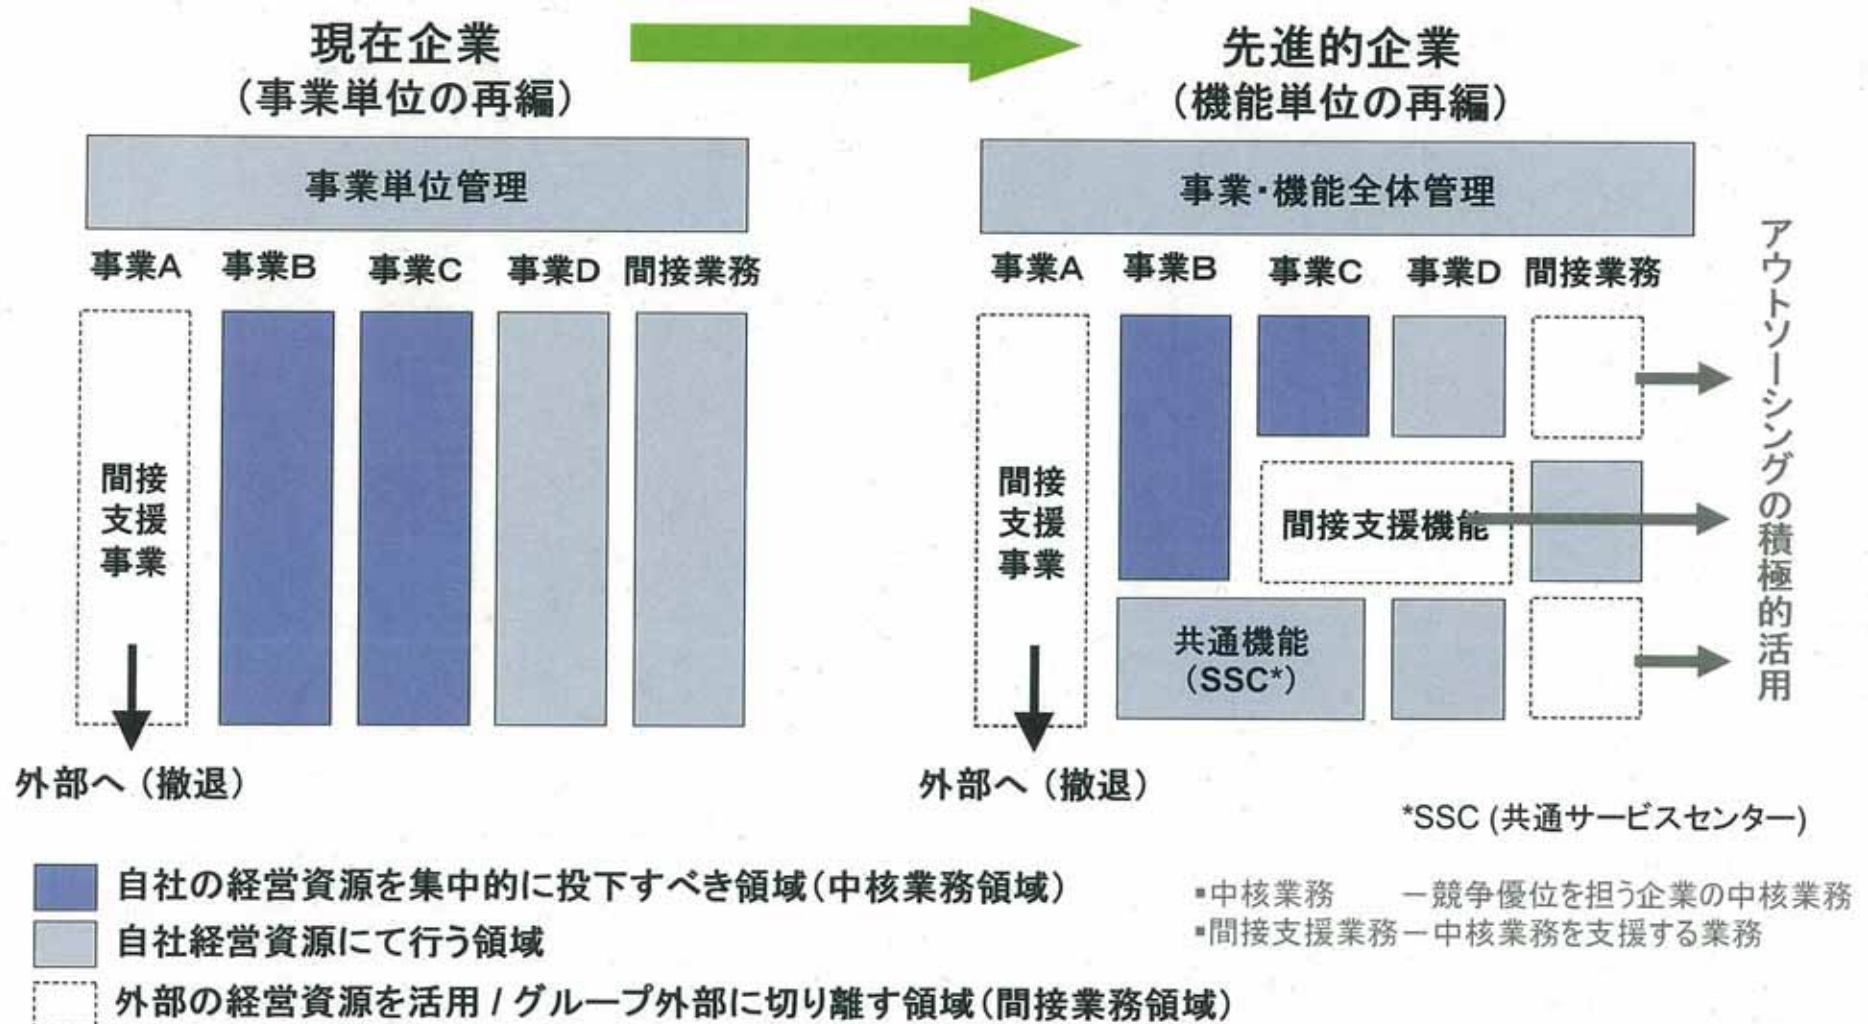 現在企業
（事業単位の再編）
事業単位管理
事業A
事業B
事業C
事業D
間接業務
間接
支援
事業
外部へ（撤退）
先進的企業
（機能単位の再編）
事業・機能全体管理
事業A
事業B
事業C
事業D
間接業務
間接
支援
事業
間接支援機能
共通機能
（SSC*）
外部へ（撤退）
アウトソーシングの積極的活用
*SSC (共通サービスセンター)
自社の経営資源を集中的に投下すべき領域（中核業務領域）
自社経営資源にて行う領域
外部の経営資源を活用 / グループ外部に切り離す領域（間接業務領域）
▪中核業務 ー競争優位を担う企業の中核業務
▪間接支援業務ー中核業務を支援する業務